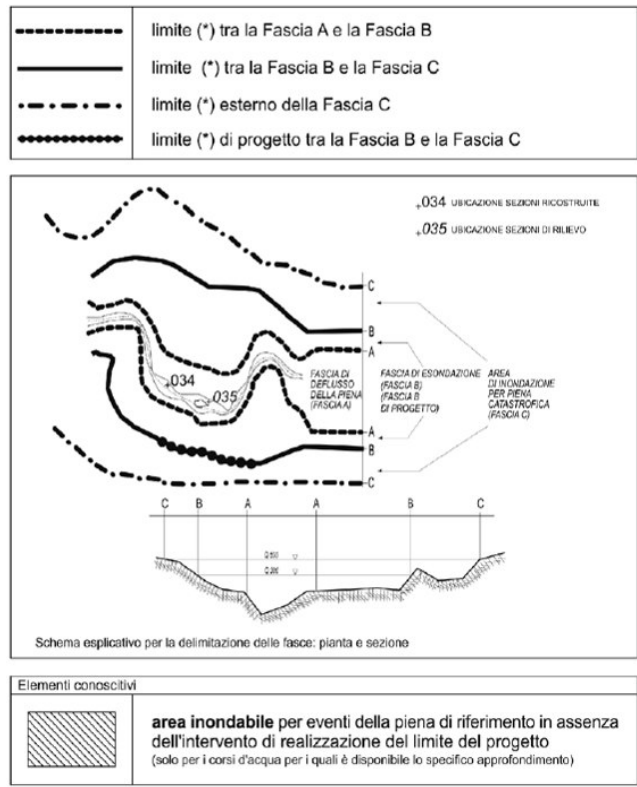 limite (*) tra la Fascia A e la Fascia B
limite (*) tra la Fascia B e la Fascia C
limite (*) esterno della Fascia C
limite (*) di progetto tra la Fascia B e la Fascia C
+034 UBICAZIONE SEZIONI RICOSTRUITE
+035 UBICAZIONE SEZIONI DI RILIEVO
C
B
A
+034
+035
FASCIA DI
DEFLUSSO
DELLA PIENA
(FASCIA A)
FASCIA DI ESONDAZIONE
(FASCIA B)
(FASCIA B
DI PROGETTO)
AREA
DI INONDAZIONE
PER PIENA
CATASTROFICA
(FASCIA C)
A
B
C
C B A A B C
Schema esplicativo per la delimitazione delle fasce: pianta e sezione
Elementi conoscitivi
area inondabile per eventi della piena di riferimento in assenza
dell'intervento di realizzazione del limite del progetto
(solo per i corsi d'acqua per i quali è disponibile lo specifico approfondimento)